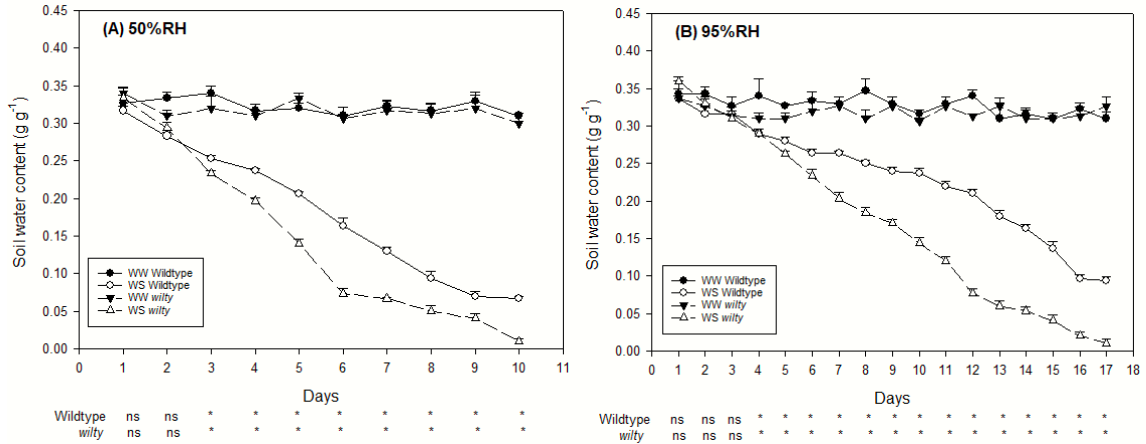 (A) 50%RH
Soil water content (g g-1)
0.45
0.40
0.35
0.30
0.25
0.20
0.15
0.10
0.05
0.00
WW Wildtype
WS Wildtype
WW wilty
WS wilty
0 1 2 3 4 5 6 7 8 9 10 11
Days
Wildtype ns ns * * * * * * * *
wilty ns ns * * * * * * * *
(B) 95%RH
Soil water content (g g-1)
0.45
0.40
0.35
0.30
0.25
0.20
0.15
0.10
0.05
0.00
WW Wildtype
WS Wildtype
WW wilty
WS wilty
0 1 2 3 4 5 6 7 8 9 10 11 12 13 14 15 16 17 18
Days
Wildtype ns ns ns * * * * * * * * * * * * * *
wilty ns ns ns * * * * * * * * * * * * * *